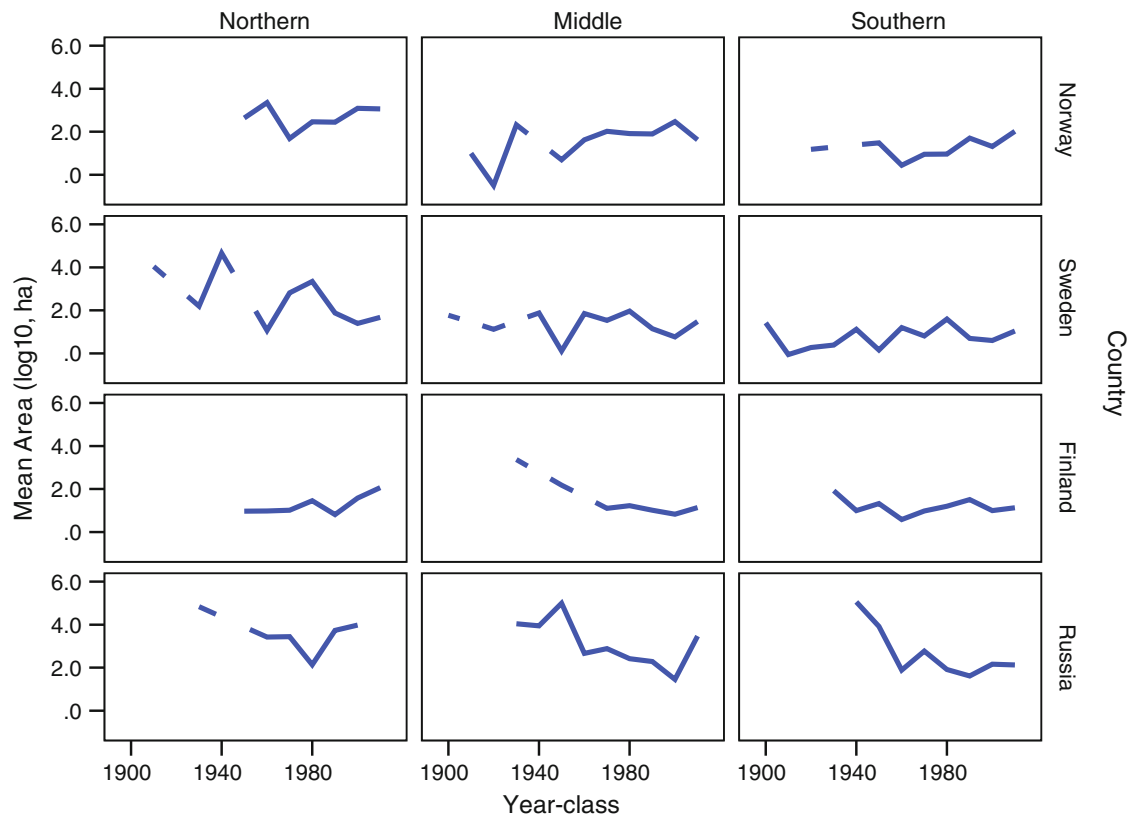 Northern Middle Southern
6.0
4.0
2.0
.0
Norway
6.0
4.0
2.0
.0
Sweden
6.0
4.0
2.0
.0
Finland
6.0
4.0
2.0
.0
Russia
Mean Area (log10, ha)
Country
1900 1940 1980 1900 1940 1980 1900 1940 1980
Year-class